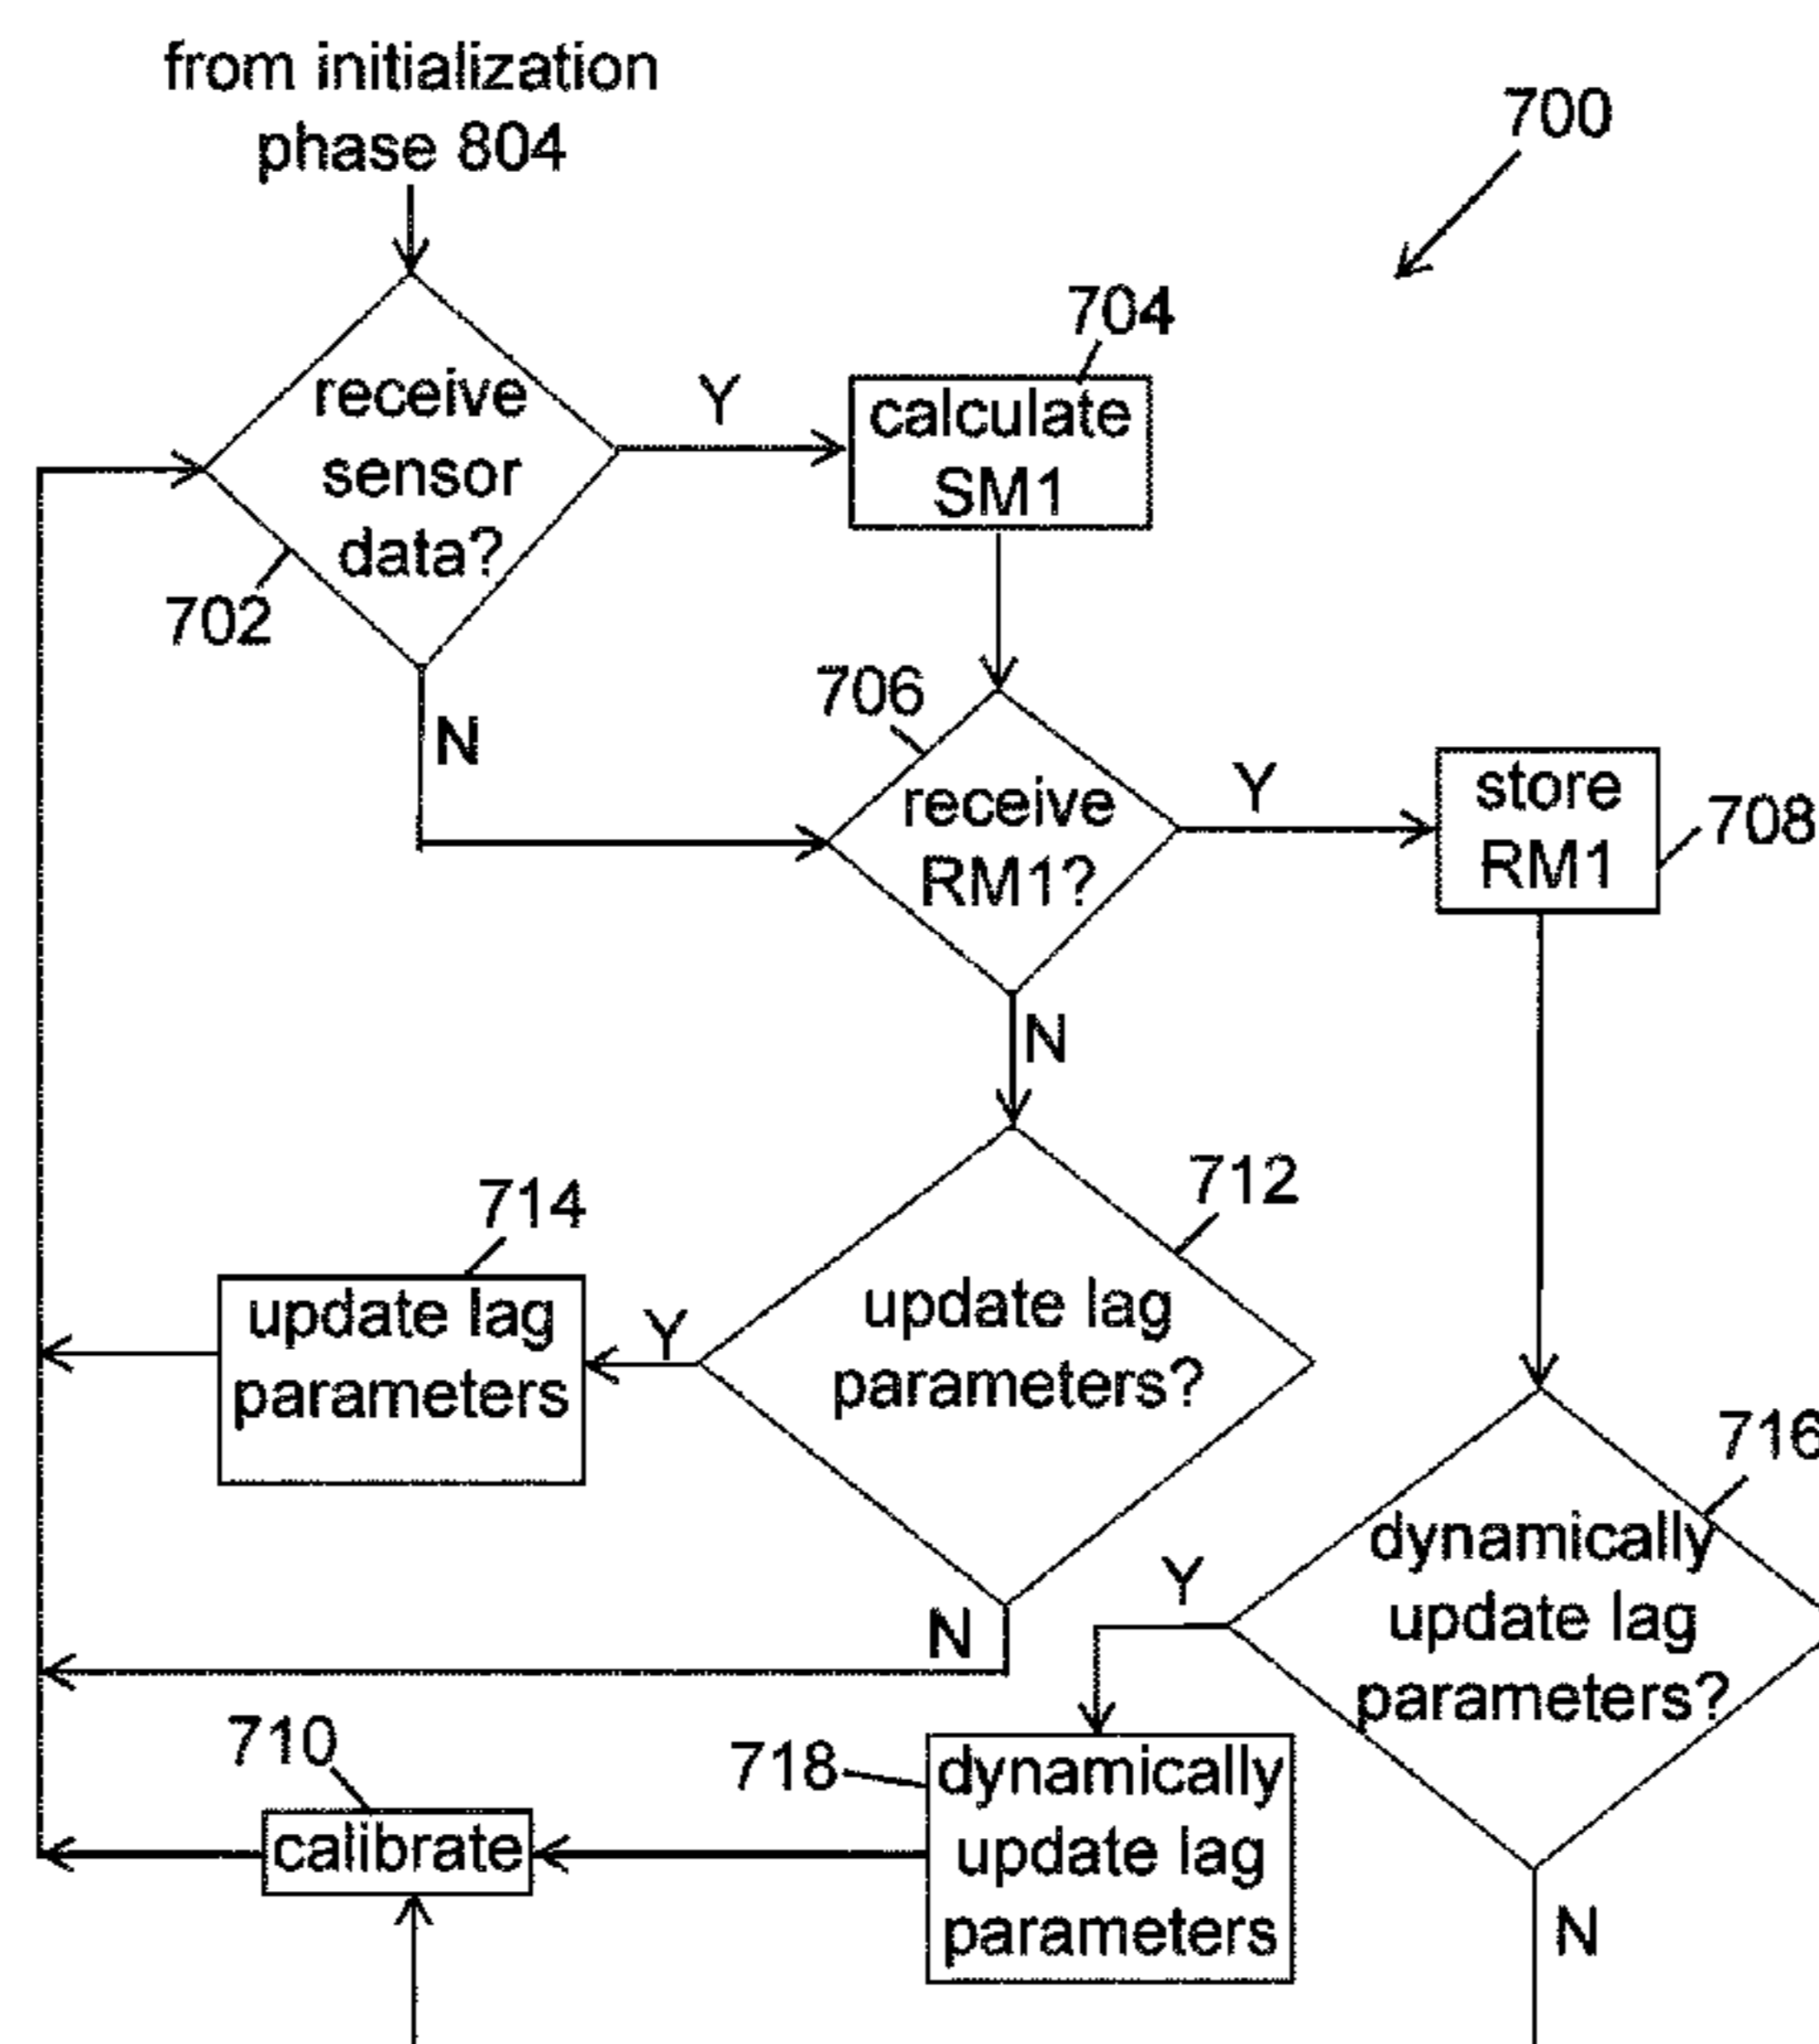 from initialization
phase 804
700
704
receive
sensor
data?
Y
calculate
SM1
702
N
706
receive
RM1?
Y
store
RM1
708
N
712
714
update lag
parameters
Y
update lag
parameters?
716
dynamically
update lag
parameters?
Y
N
710
718
dynamically
update lag
parameters
calibrate
N